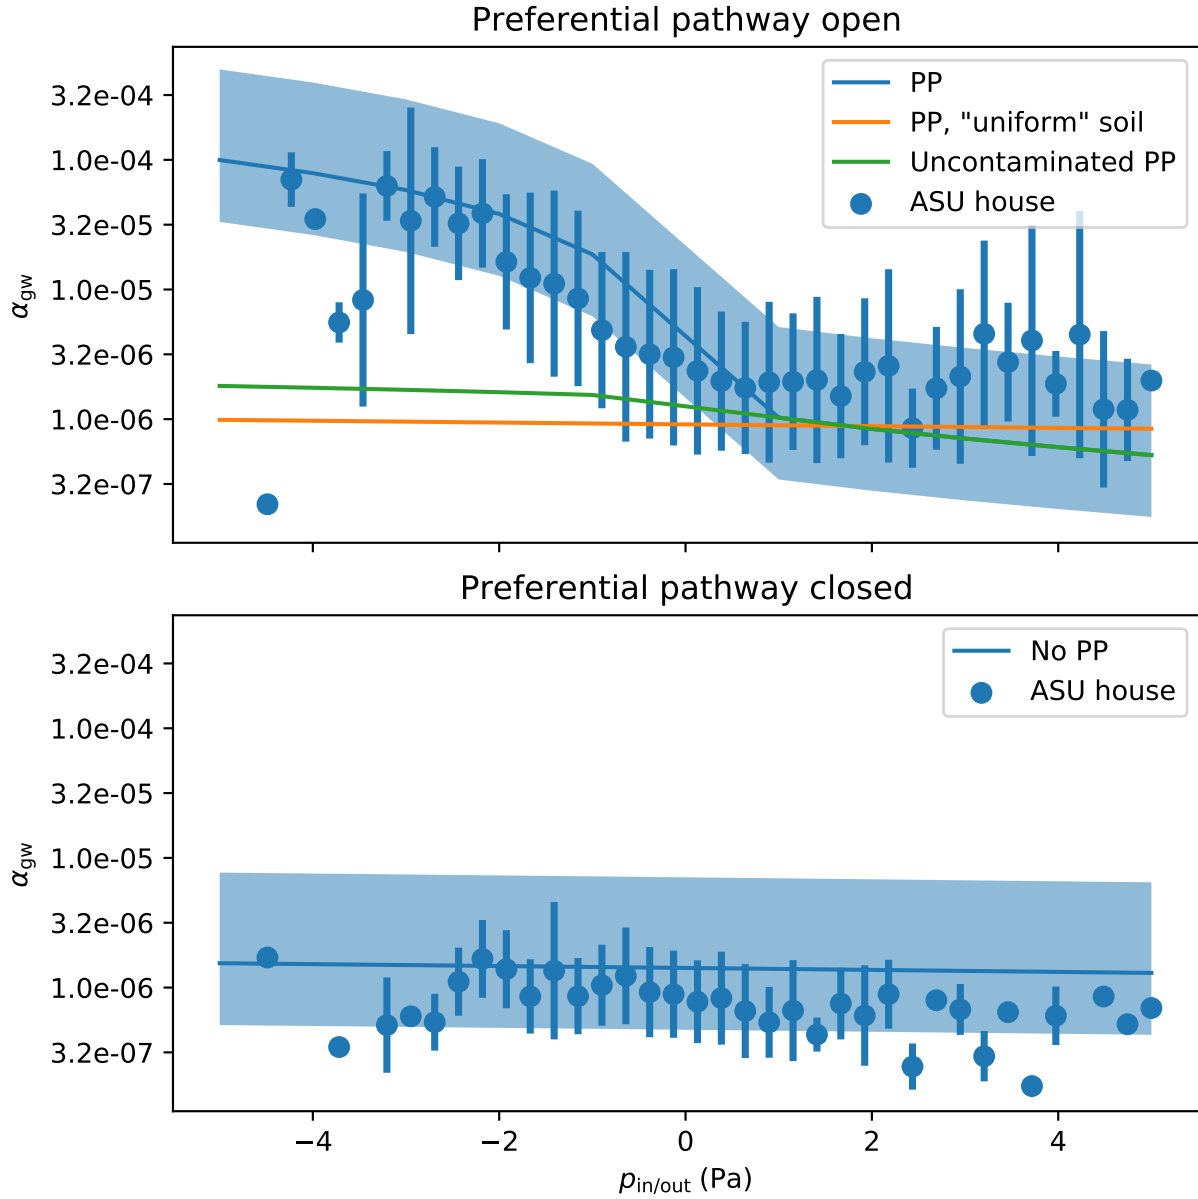 Preferential pathway open
3.2e-04
1.0e-04
3.2e-05
1.0e-05
3.2e-06
1.0e-06
3.2e-07
αgw
PP
PP, "uniform" soil
Uncontaminated PP
ASU house
Preferential pathway closed
3.2e-04
1.0e-04
3.2e-05
1.0e-05
3.2e-06
1.0e-06
3.2e-07
αgw
No PP
ASU house
−4 −2 0 2 4
pin/out (Pa)